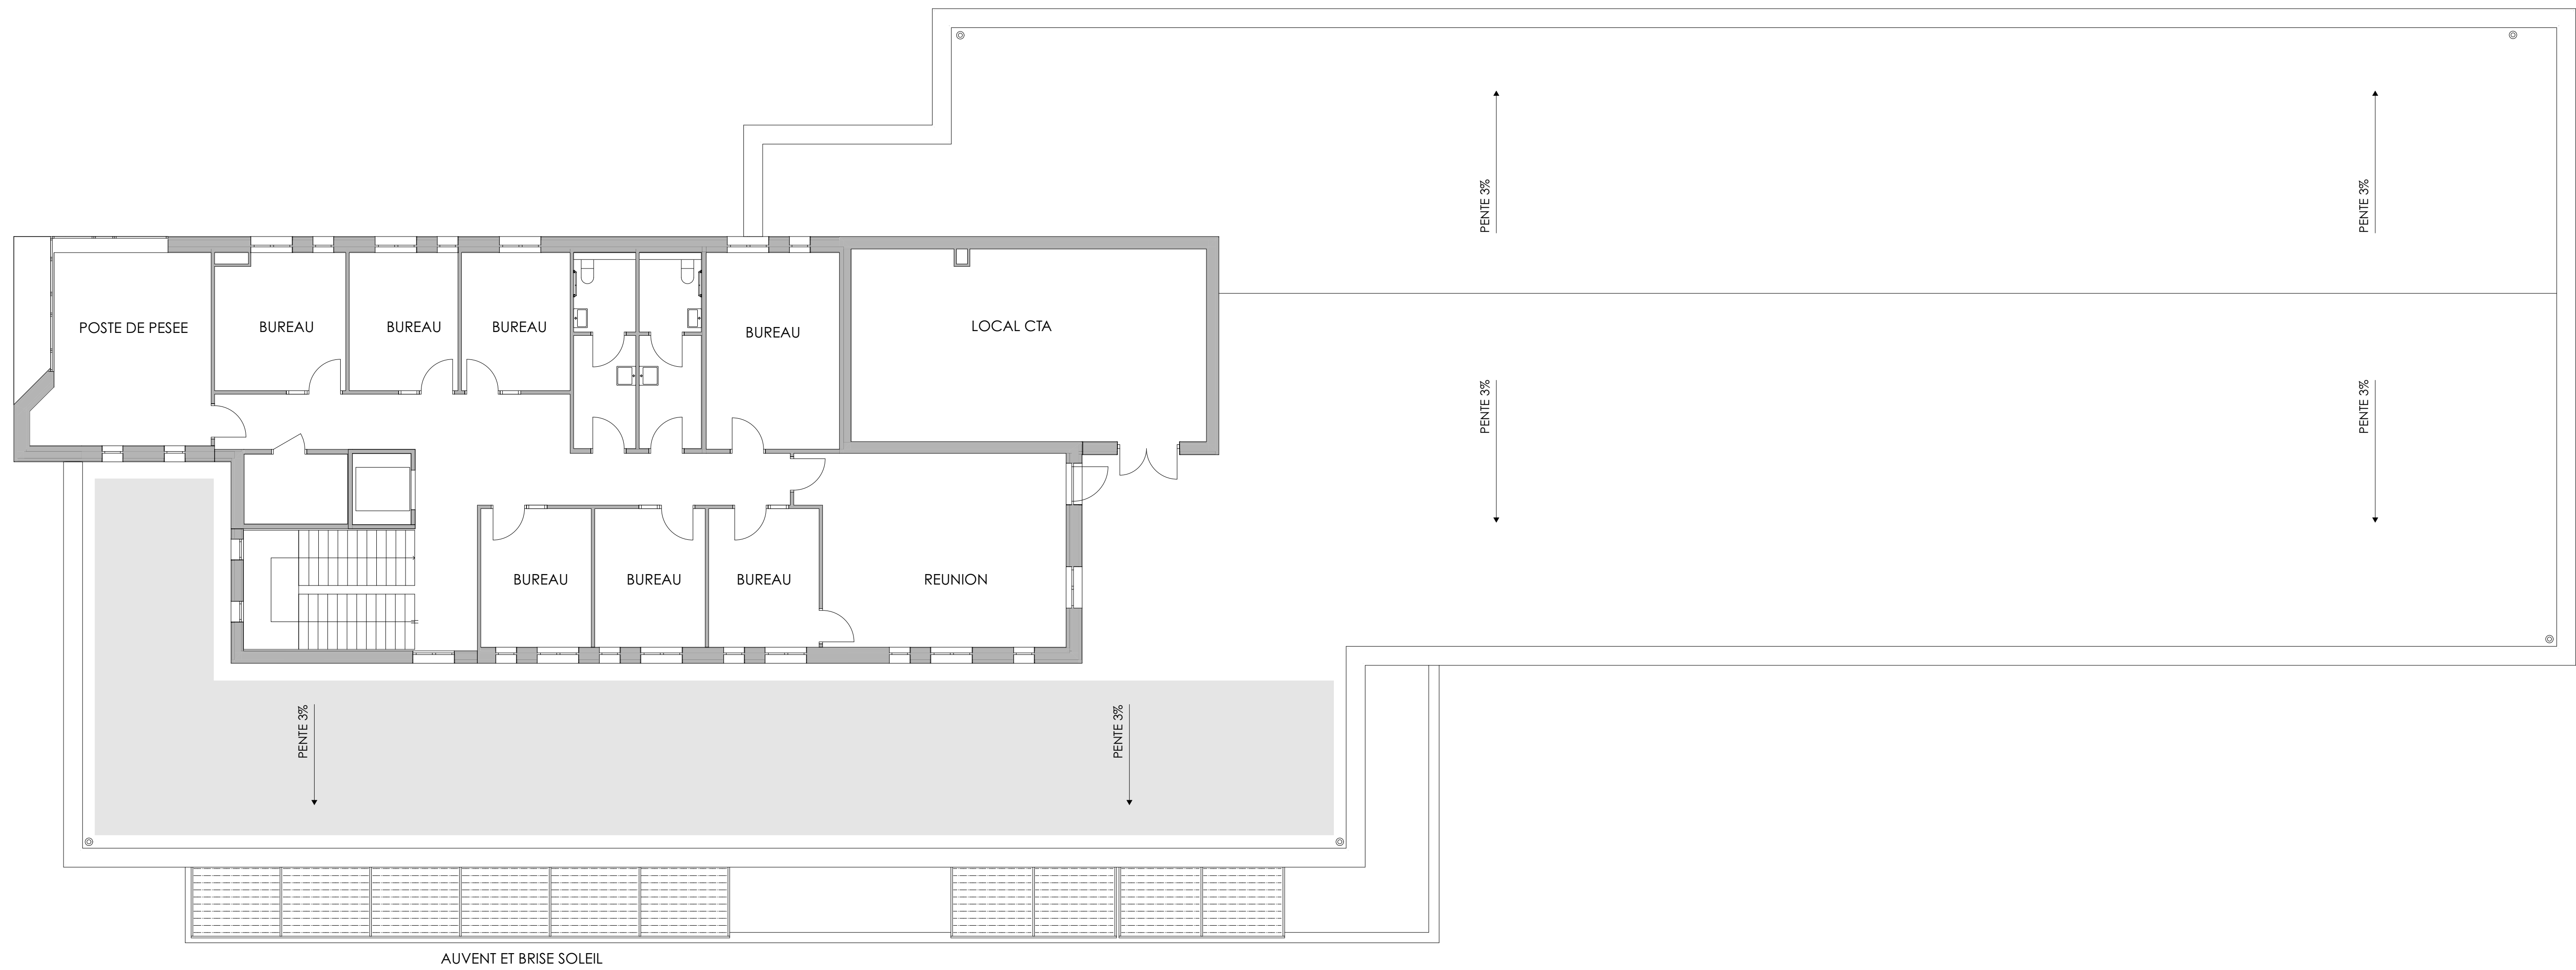 PENTE 3%
PENTE 3%
POSTE DE PESEE
BUREAU
BUREAU
BUREAU
BUREAU
LOCAL CTA
PENTE 3%
PENTE 3%
BUREAU
BUREAU
BUREAU
REUNION
PENTE 3%
PENTE 3%
AUVENT ET BRISE SOLEIL